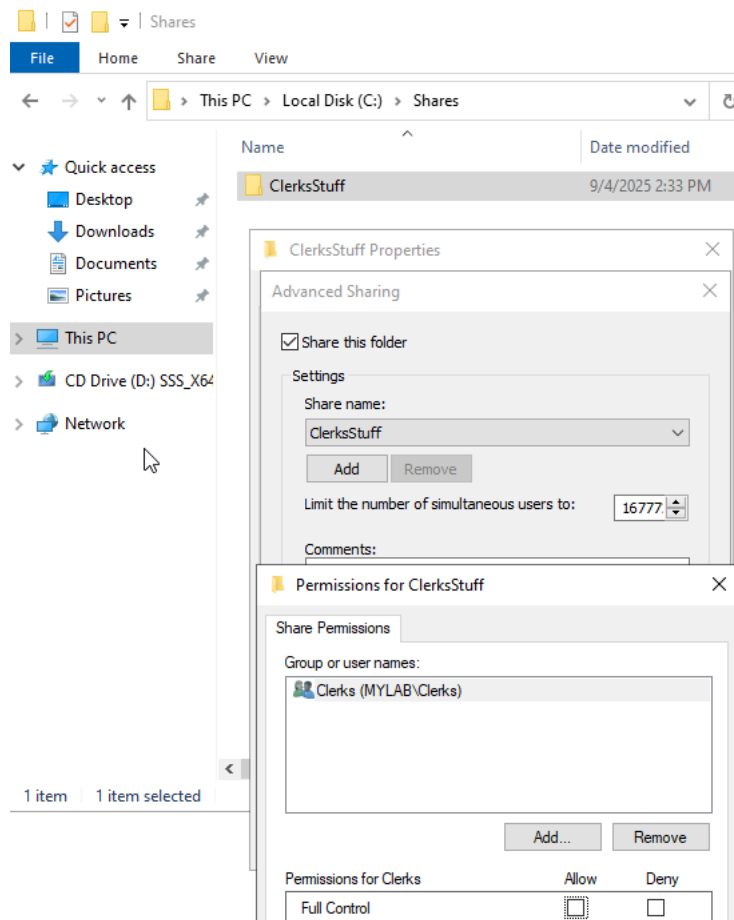 Shares
File Home Share View
This PC Local Disk (C:) Shares
Name Date modified
Quick access
ClerksStuff 9/4/2025 2:33 PM
Desktop
Downloads
ClerksStuff Properties
Documents
Advanced Sharing
Pictures
This PC
Share this folder
Settings
CD Drive (D:) SSS_X64
Share name:
Network
ClerksStuff
Add Remove
Limit the number of simultaneous users to: 16777
Comments:
Permissions for ClerksStuff
Share Permissions
Group or user names:
Clerks (MYLAB\Clerks)
1 item 1 item selected
Add... Remove
Permissions for Clerks Allow Deny
Full Control